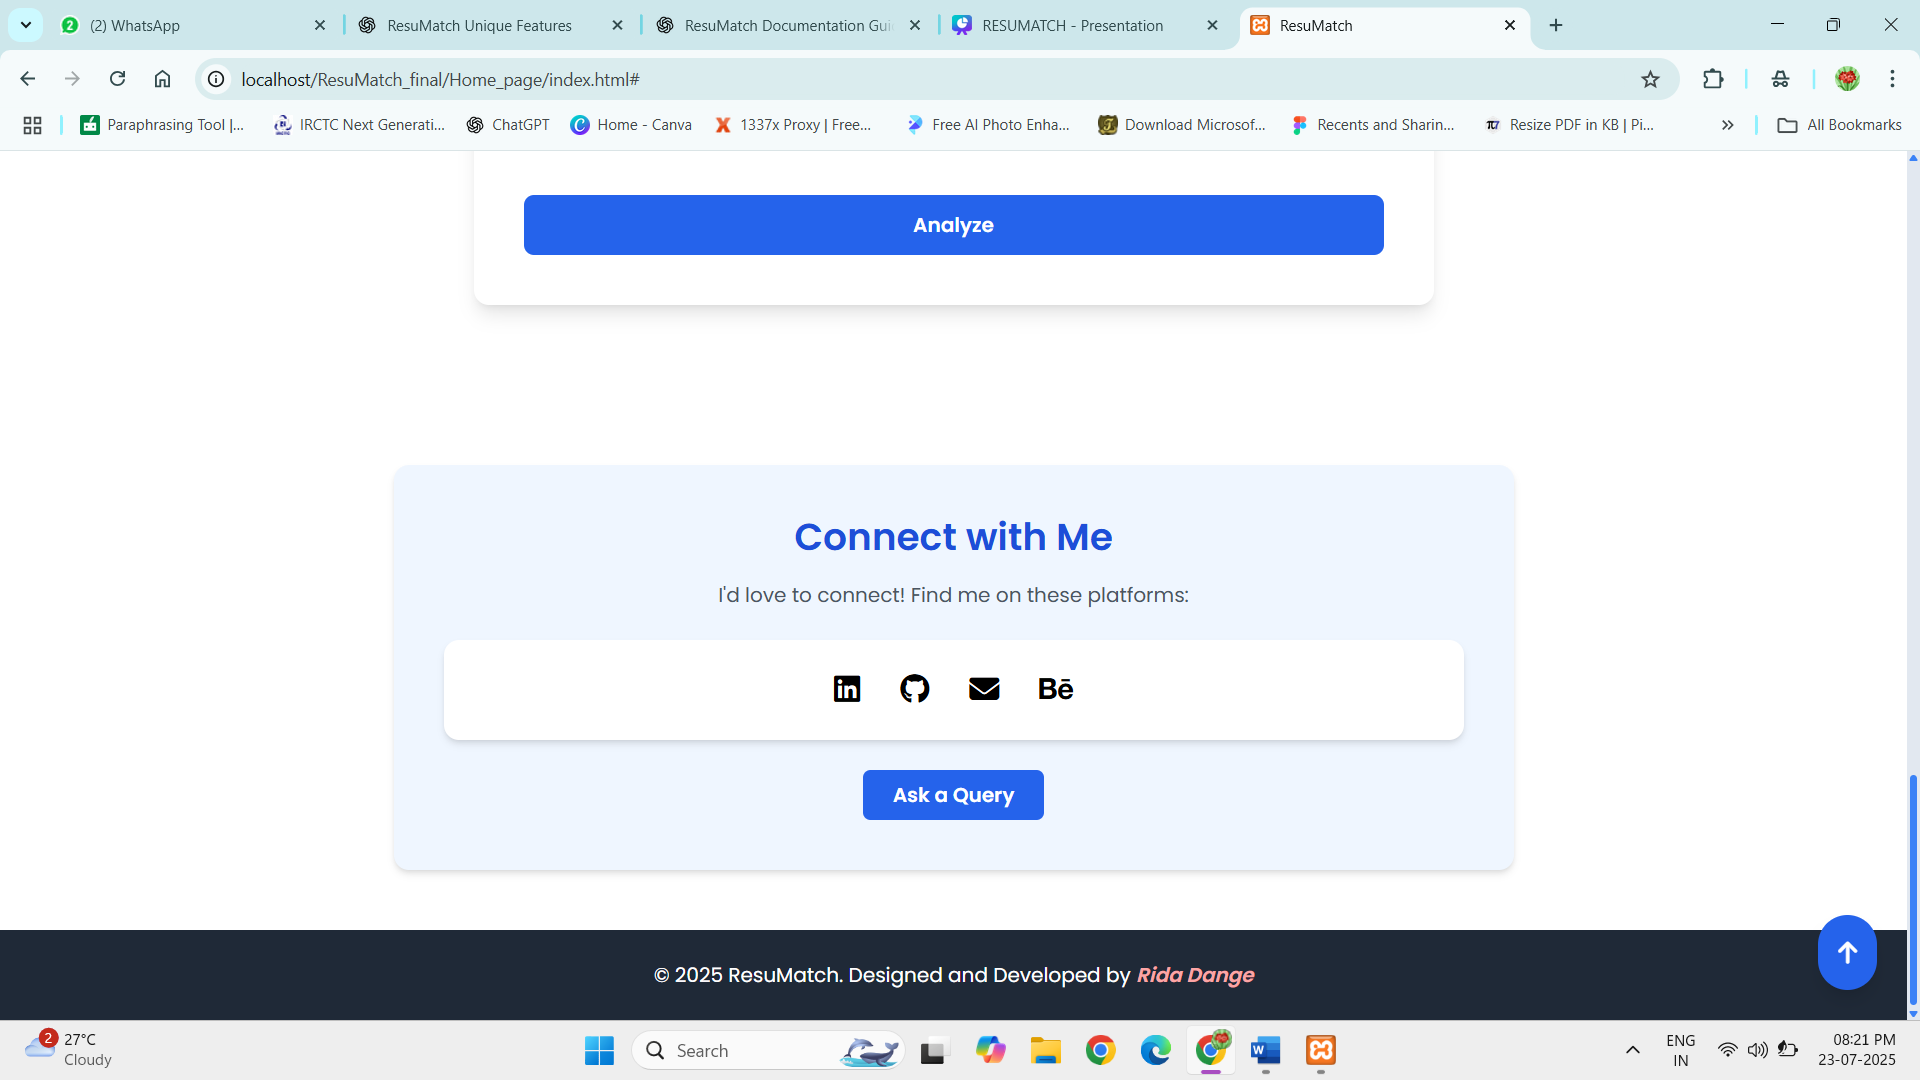 (2) WhatsApp
ResuMatch Unique Features
ResuMatch Documentation Gui
RESUMATCH - Presentation
ResuMatch
localhost/ResuMatch_final/Home_page/index.html#
Paraphrasing Tool |...
IRCTC Next Generati...
ChatGPT
Home - Canva
1337x Proxy | Free...
Free AI Photo Enha...
Download Microsof...
Recents and Sharin...
Resize PDF in KB | Pi...
All Bookmarks
Analyze
Connect with Me
I'd love to connect! Find me on these platforms:
Bē
Ask a Query
© 2025 ResuMatch. Designed and Developed by Rida Dange
2
27°C
Cloudy
Search
ENG
IN
08:21 PM
23-07-2025